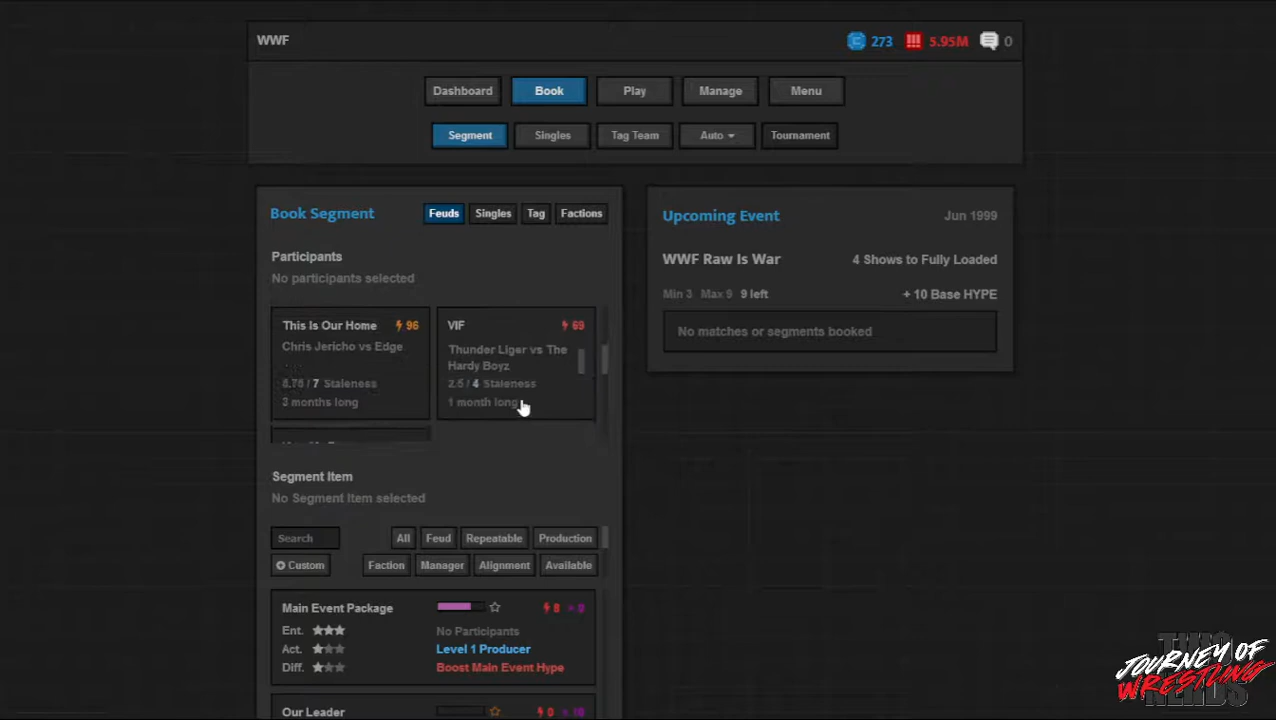 WWF
273 5.95M 0
Dashboard Book Play Manage Menu
Segment Singles Tag Team Auto Tournament
Book Segment Feuds Singles Tag Factions
Participants
No participants selected
This Is Our Home 96
Chris Jericho vs Edge
8.75 / 7 Staleness
3 months long
VIF 69
Thunder Liger vs The
Hardy Boyz
2.5 / 4 Staleness
1 month long
Segment Item
No Segment Item selected
Search All Feud Repeatable Production
Custom Faction Manager Alignment Available
Main Event Package 8 0
Ent. No Participants
Act. Level 1 Producer
Diff. Boost Main Event Hype
Our Leader 0 10
Upcoming Event Jun 1999
WWF Raw Is War 4 Shows to Fully Loaded
Min 3 Max 9 9 left + 10 Base HYPE
No matches or segments booked
JOURNEY OF
WRESTLING